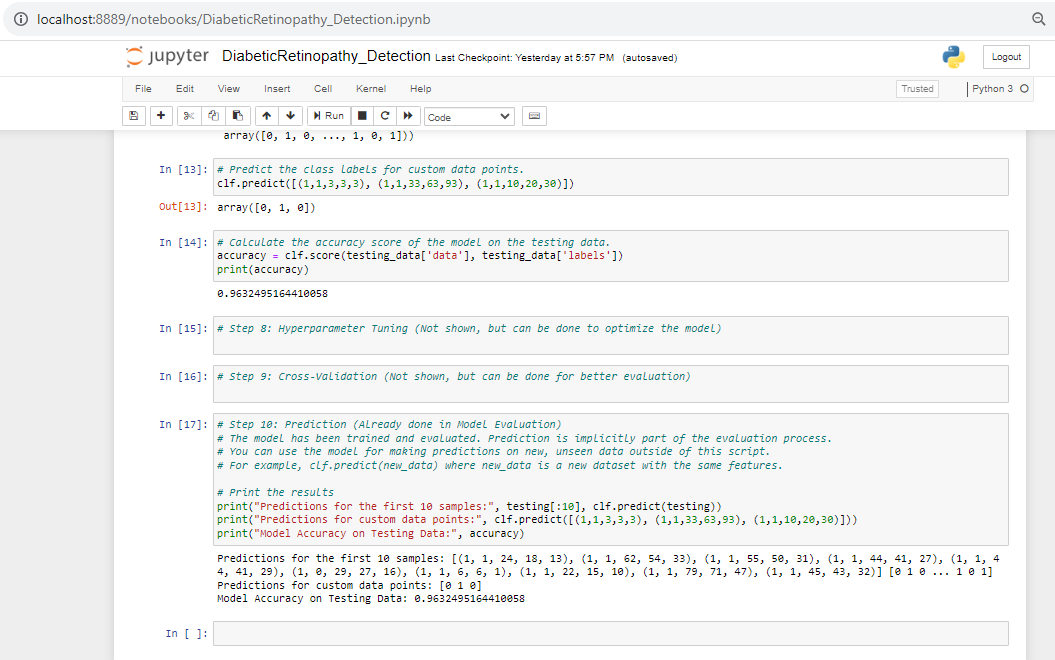 localhost:8889/notebooks/DiabeticRetinopathy_Detection.ipynb
jupyter DiabeticRetinopathy_Detection Last Checkpoint: Yesterday at 5:57 PM (autosaved)
Logout
File Edit View Insert Cell Kernel Help
Trusted
Python 3
Run
Code
array([0, 1, 0, ..., 1, 0, 1]))
In [13]: # Predict the class labels for custom data points.
clf.predict([(1,1,3,3,3), (1,1,33,63,93), (1,1,10,20,30)])
Out[13]: array([0, 1, 0])
In [14]: # Calculate the accuracy score of the model on the testing data.
accuracy = clf.score(testing_data['data'], testing_data['labels'])
print(accuracy)
0.9632495164410058
In [15]: # Step 8: Hyperparameter Tuning (Not shown, but can be done to optimize the model)
In [16]: # Step 9: Cross-Validation (Not shown, but can be done for better evaluation)
In [17]: # Step 10: Prediction (Already done in Model Evaluation)
# The model has been trained and evaluated. Prediction is implicitly part of the evaluation process.
# You can use the model for making predictions on new, unseen data outside of this script.
# For example, clf.predict(new_data) where new_data is a new dataset with the same features.
# Print the results
print("Predictions for the first 10 samples:", testing[:10], clf.predict(testing))
print("Predictions for custom data points:", clf.predict([(1,1,3,3,3), (1,1,33,63,93), (1,1,10,20,30)]))
print("Model Accuracy on Testing Data:", accuracy)
Predictions for the first 10 samples: [(1, 1, 24, 18, 13), (1, 1, 62, 54, 33), (1, 1, 55, 50, 31), (1, 1, 44, 41, 27), (1, 1, 4
4, 41, 29), (1, 0, 29, 27, 16), (1, 1, 6, 6, 1), (1, 1, 22, 15, 10), (1, 1, 79, 71, 47), (1, 1, 45, 43, 32)] [0 1 0 ... 1 0 1]
Predictions for custom data points: [0 1 0]
Model Accuracy on Testing Data: 0.9632495164410058
In [ ]: